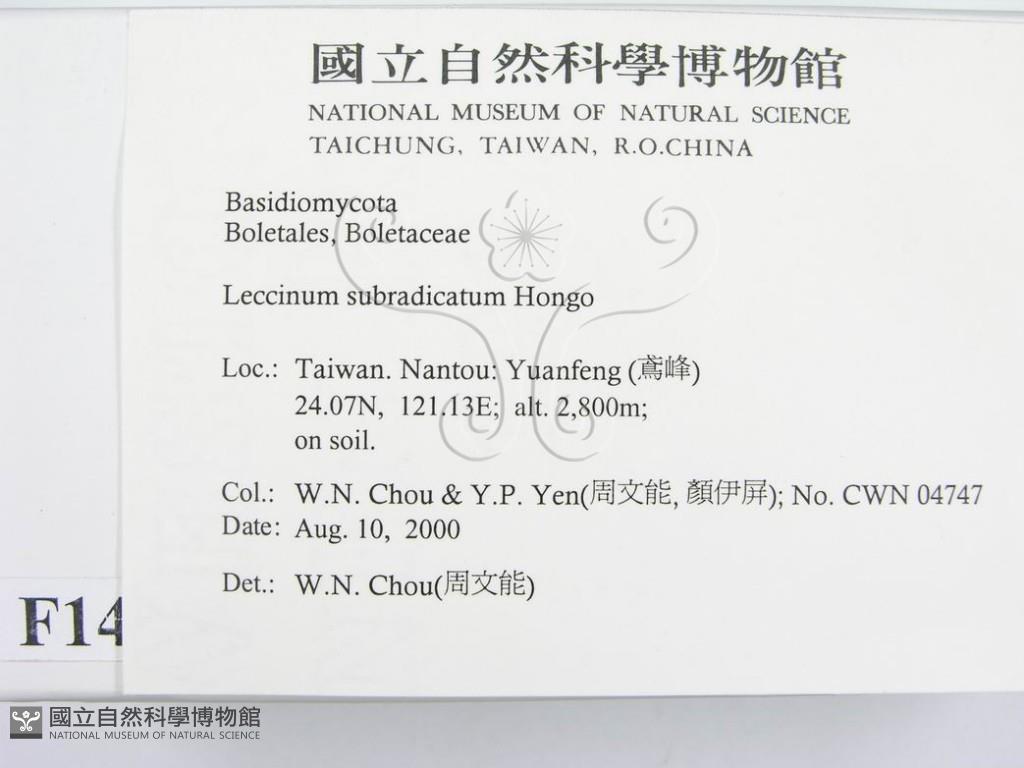 國立自然科學博物館
NATIONAL MUSEUM OF NATURAL SCIENCE
TAICHUNG, TAIWAN, R.O.CHINA
Basidiomycota
Boletales, Boletaceae
Leccinum subradicatum Hongo
Loc.: Taiwan. Nantou: Yuanfeng (鳶峰)
24.07N, 121.13E; alt. 2,800m;
on soil.
Col.: W.N. Chou & Y.P. Yen(周文能, 顏伊屏); No. CWN 04747
Date: Aug. 10, 2000
Det.: W.N. Chou(周文能)
F14
國立自然科學博物館
NATIONAL MUSEUM OF NATURAL SCIENCE